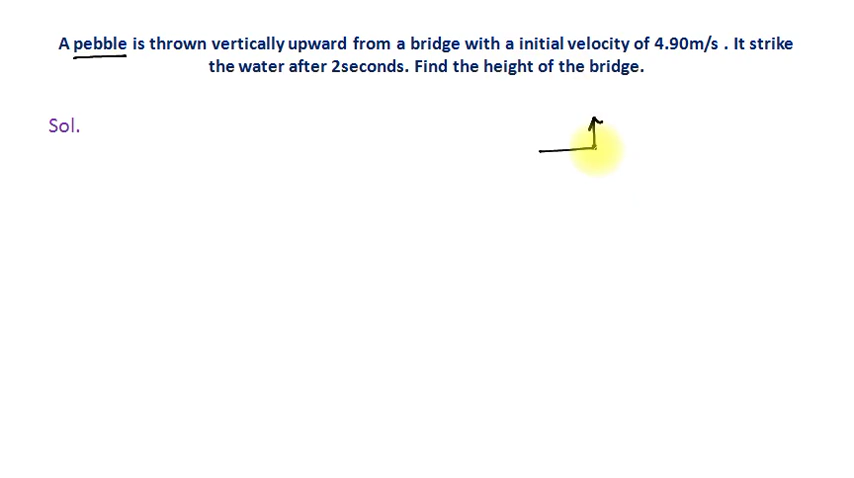 A pebble is thrown vertically upward from a bridge with a initial velocity of 4.90m/s . It strike
the water after 2seconds. Find the height of the bridge.
Sol.